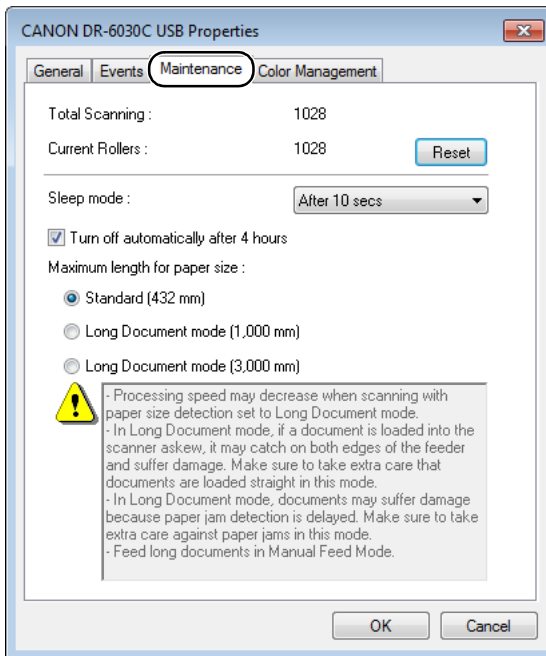 CANON DR-6030C USB Properties
General Events Maintenance Color Management
Total Scanning : 1028
Current Rollers : 1028 Reset
Sleep mode : After 10 secs
Turn off automatically after 4 hours
Maximum length for paper size :
Standard (432 mm)
Long Document mode (1,000 mm)
Long Document mode (3,000 mm)
- Processing speed may decrease when scanning with
paper size detection set to Long Document mode.
- In Long Document mode, if a document is loaded into the
scanner askew, it may catch on both edges of the feeder
and suffer damage. Make sure to take extra care that
documents are loaded straight in this mode.
- In Long Document mode, documents may suffer damage
because paper jam detection is delayed. Make sure to take
extra care against paper jams in this mode.
- Feed long documents in Manual Feed Mode.
OK Cancel